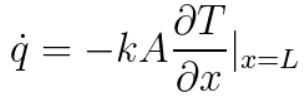 q̇ = −kA ∂T/∂x |ₓ₌L